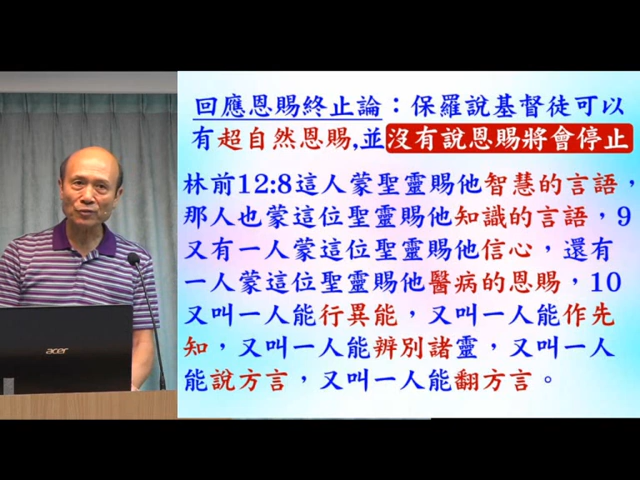 回應恩賜終止論：保羅說基督徒可以
有超自然恩賜,並沒有說恩賜將會停止
林前12:8這人蒙聖靈賜他智慧的言語，
那人也蒙這位聖靈賜他知識的言語，9
又有一人蒙這位聖靈賜他信心，還有
一人蒙這位聖靈賜他醫病的恩賜，10
又叫一人能行異能，又叫一人能作先
知，又叫一人能辨別諸靈，又叫一人
能說方言，又叫一人能翻方言。
acer